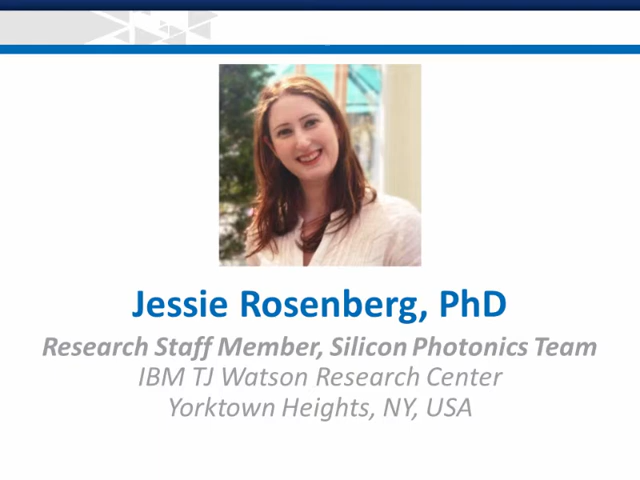 Jessie Rosenberg, PhD
Research Staff Member, Silicon Photonics Team
IBM TJ Watson Research Center
Yorktown Heights, NY, USA